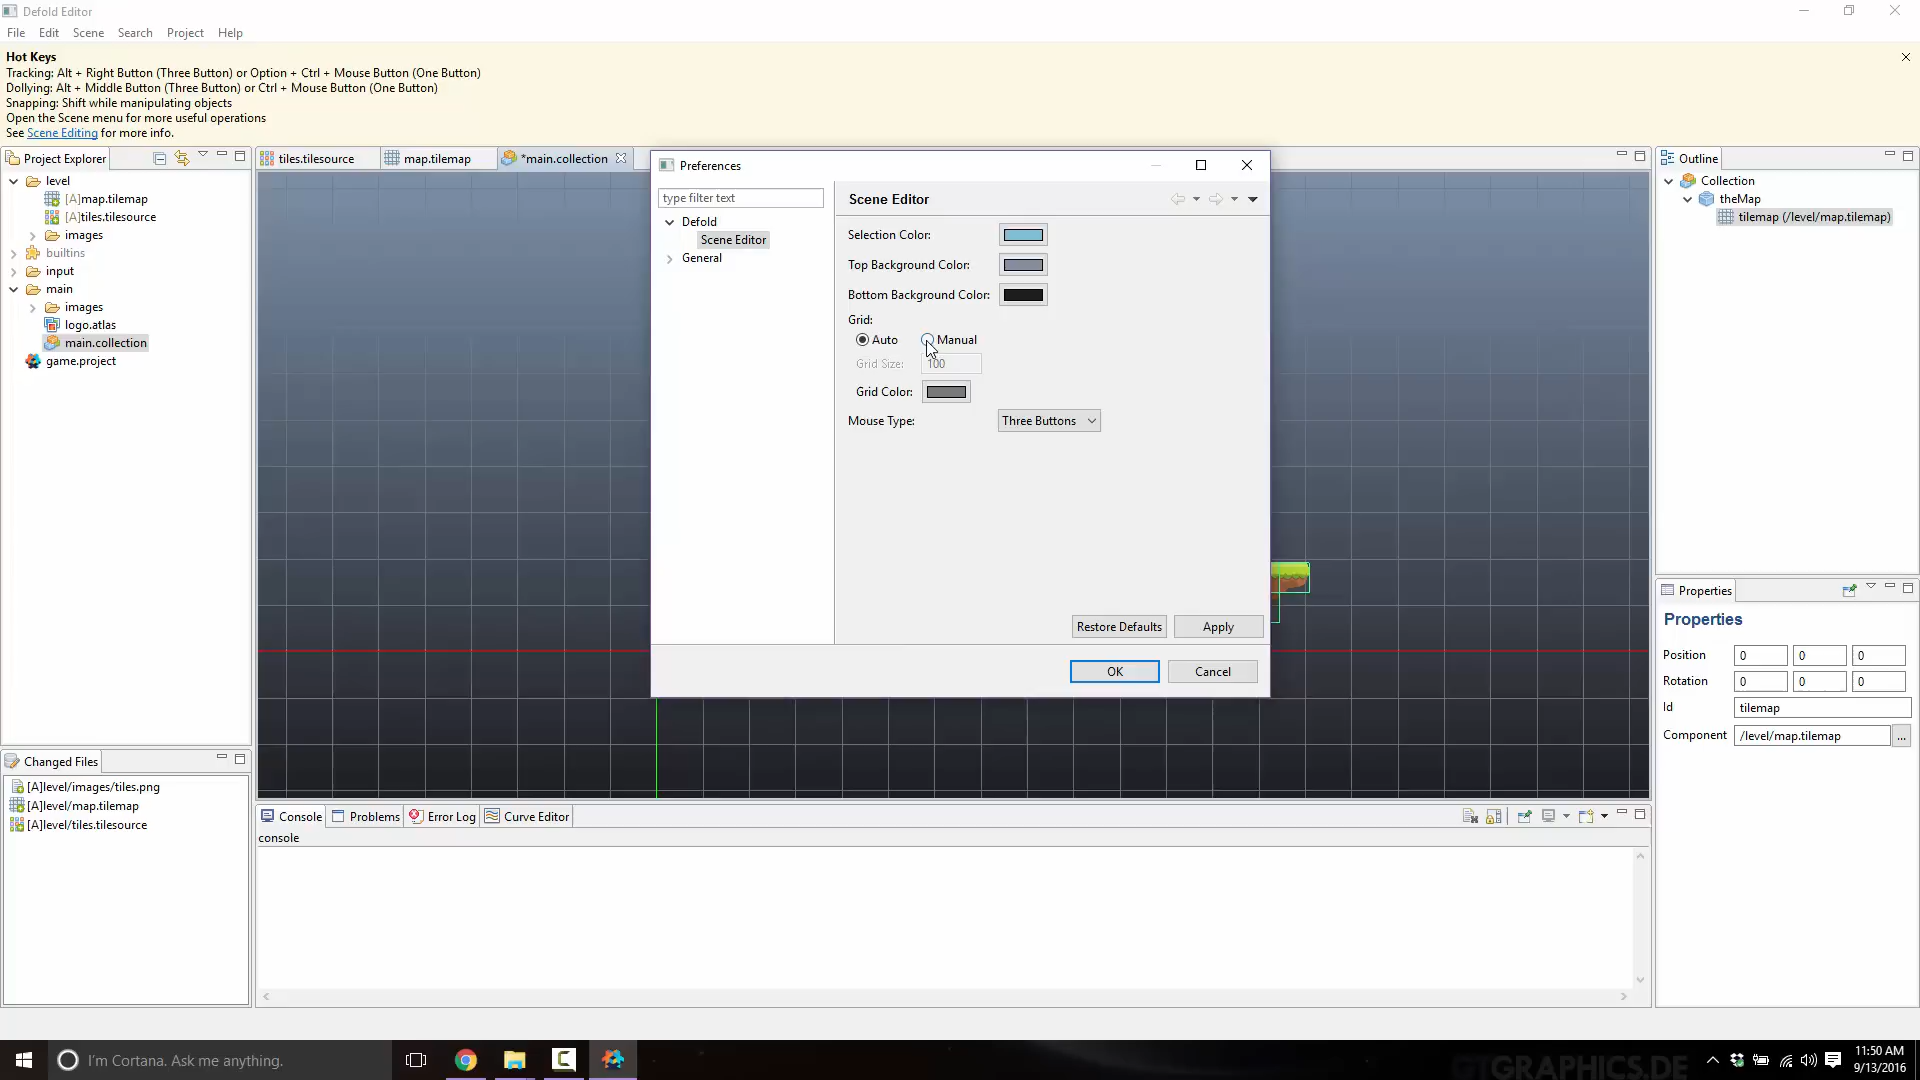 Defold Editor
File Edit Scene Search Project Help
Hot Keys
Tracking: Alt + Right Button (Three Button) or Option + Ctrl + Mouse Button (One Button)
Dollying: Alt + Middle Button (Three Button) or Ctrl + Mouse Button (One Button)
Snapping: Shift while manipulating objects
Open the Scene menu for more useful operations
See Scene Editing for more info.
Project Explorer
level
[A]map.tilemap
[A]tiles.tilesource
images
builtins
input
main
images
logo.atlas
main.collection
game.project
Changed Files
[A]level/images/tiles.png
[A]level/map.tilemap
[A]level/tiles.tilesource
tiles.tilesource map.tilemap *main.collection
Preferences
type filter text
Defold
Scene Editor
General
Scene Editor
Selection Color:
Top Background Color:
Bottom Background Color:
Grid:
Auto Manual
Grid Size: 100
Grid Color:
Mouse Type: Three Buttons
Restore Defaults Apply
OK Cancel
Console Problems Error Log Curve Editor
console
Outline
Collection
theMap
tilemap (/level/map.tilemap)
Properties
Properties
Position 0 0 0
Rotation 0 0 0
Id tilemap
Component /level/map.tilemap ...
I'm Cortana. Ask me anything.
GTGRAPHICS.DE
11:50 AM
9/13/2016